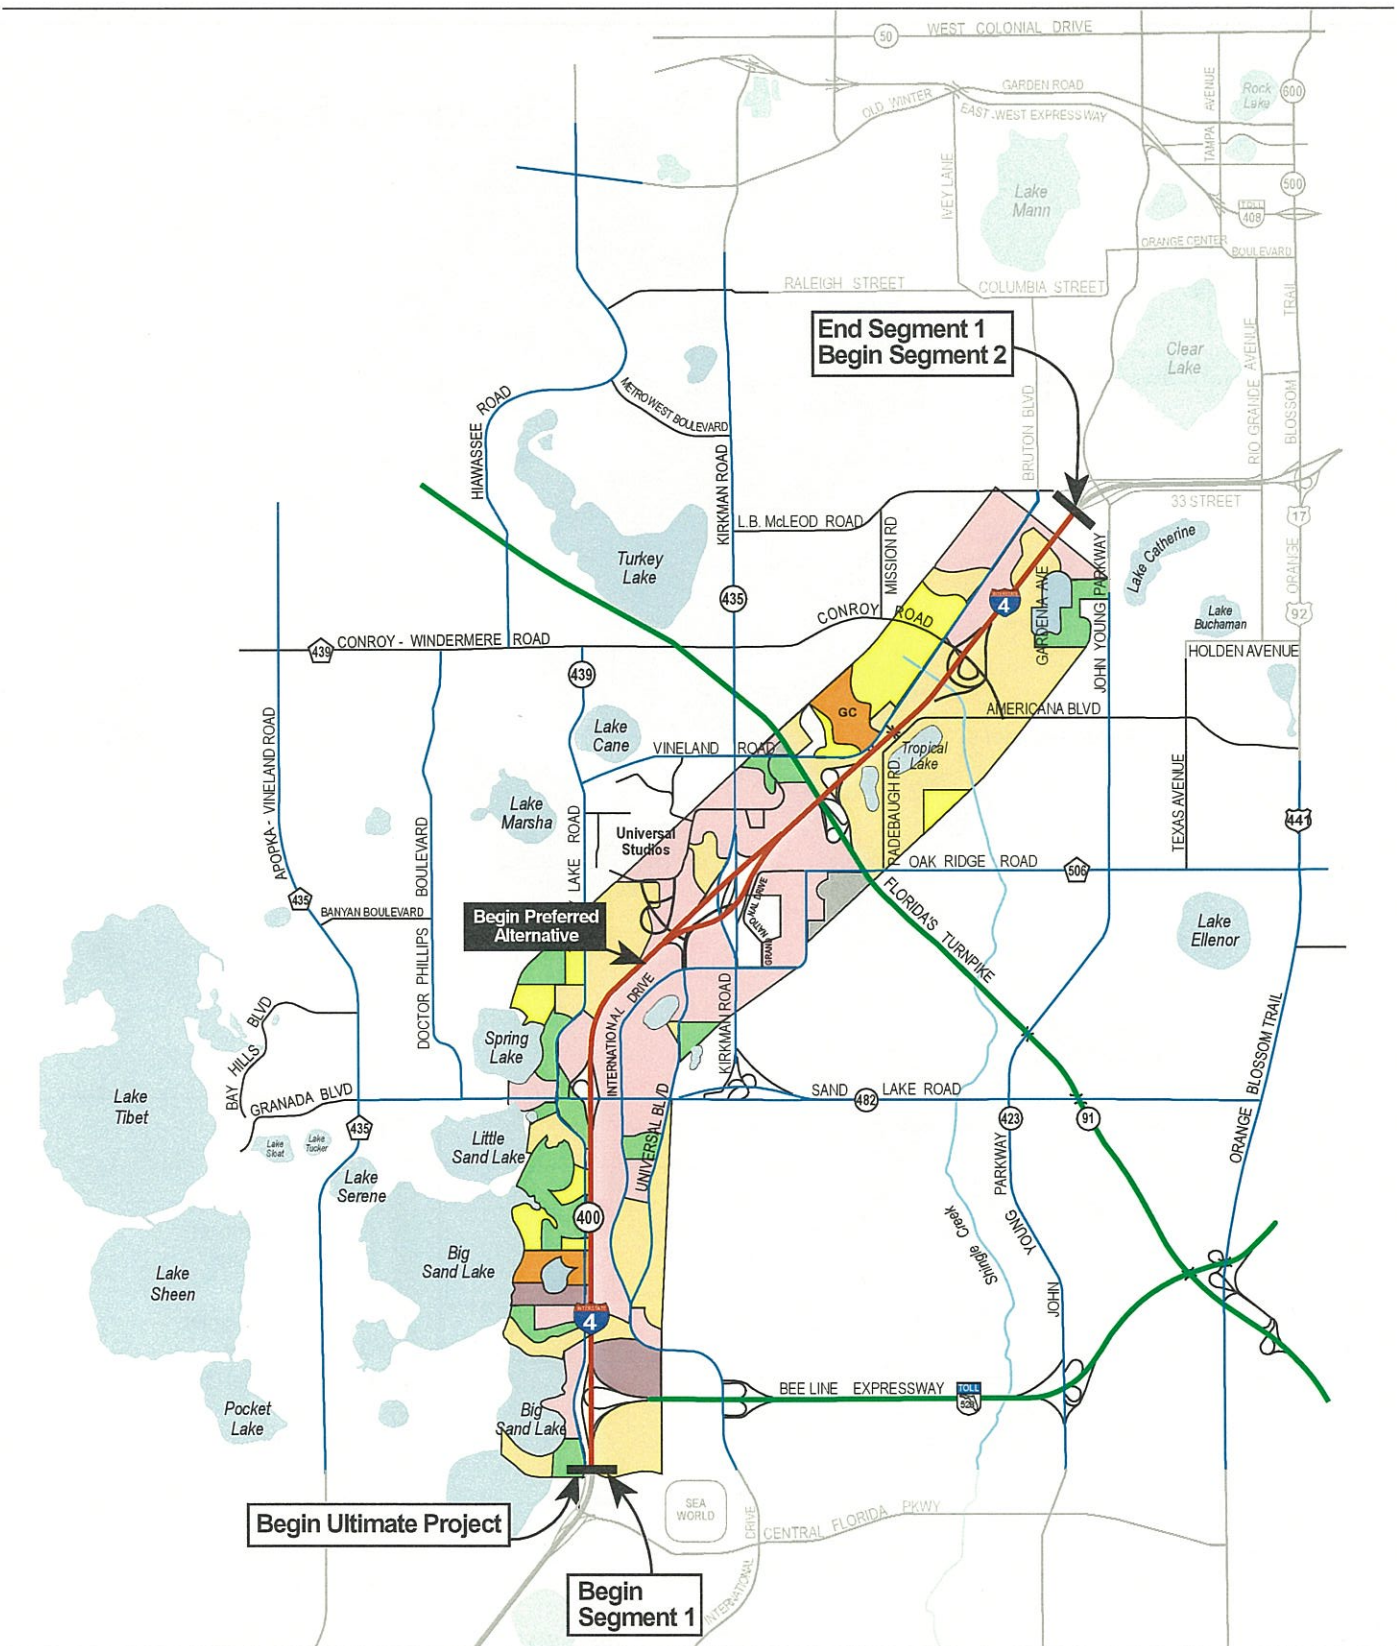 50
WEST COLONIAL DRIVE
GARDEN ROAD
OLD WINTER
EAST-WEST EXPRESSWAY
TAMPA AVENUE
Rock
Lake
600
IVEY LANE
Lake
Mann
500
TOLL
408
ORANGE CENTER
BOULEVARD
RALEIGH STREET
COLUMBIA STREET
End Segment 1
Begin Segment 2
Clear
Lake
RIO GRANDE AVENUE
ORANGE BLOSSOM TRAIL
METROWEST BOULEVARD
HIAWASSEE ROAD
BRUTON BLVD
KIRKMAN ROAD
L.B. McLEOD ROAD
MISSION RD
33 STREET
17
Turkey
Lake
435
Lake Catherine
INTERSTATE
4
GARDENIA AVE
JOHN YOUNG PARKWAY
Lake
Buchaman
92
CONROY ROAD
439
CONROY - WINDERMERE ROAD
HOLDEN AVENUE
439
GC
AMERICANA BLVD
Lake
Cane
VINELAND ROAD
Tropical
Lake
APOPKA - VINELAND ROAD
Lake
Marsha
LAKE ROAD
Universal
Studios
RADEBAUGH RD
TEXAS AVENUE
441
OAK RIDGE ROAD
506
DOCTOR PHILLIPS BOULEVARD
435
BANYAN BOULEVARD
Begin Preferred
Alternative
GRAND NATIONAL DRIVE
FLORIDA'S TURNPIKE
Lake
Ellenor
INTERNATIONAL DRIVE
KIRKMAN ROAD
BAY HILLS BLVD
Spring
Lake
Lake
Tibet
GRANADA BLVD
SAND
482
LAKE ROAD
UNIVERSAL BLVD
ORANGE BLOSSOM TRAIL
435
423
91
Lake
Sloat
Lake
Tucker
Little
Sand Lake
Lake
Serene
400
JOHN YOUNG PARKWAY
Shingle Creek
Big
Sand Lake
Lake
Sheen
INTERSTATE
4
BEE LINE EXPRESSWAY
TOLL
528
Pocket
Lake
Big
Sand Lake
Begin Ultimate Project
SEA
WORLD
INTERNATIONAL DRIVE
CENTRAL FLORIDA PKWY
Begin
Segment 1